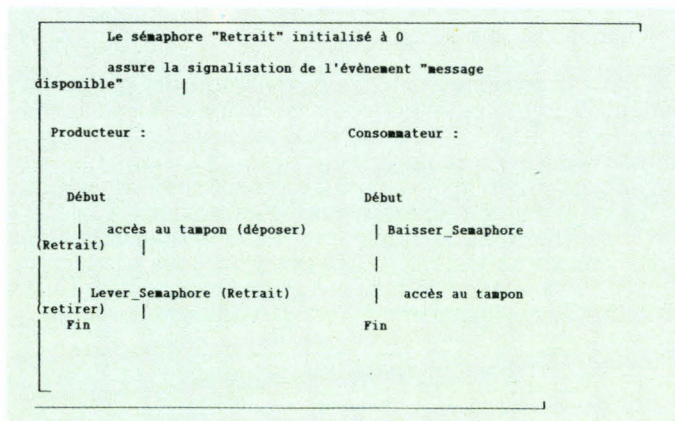 Le sémaphore "Retrait" initialisé à 0
assure la signalisation de l'évènement "message
disponible"
Producteur : Consommateur :
Début Début
accès au tampon (déposer) Baisser_Semaphore
(Retrait)
Lever_Semaphore (Retrait) accès au tampon
(retirer)
Fin Fin